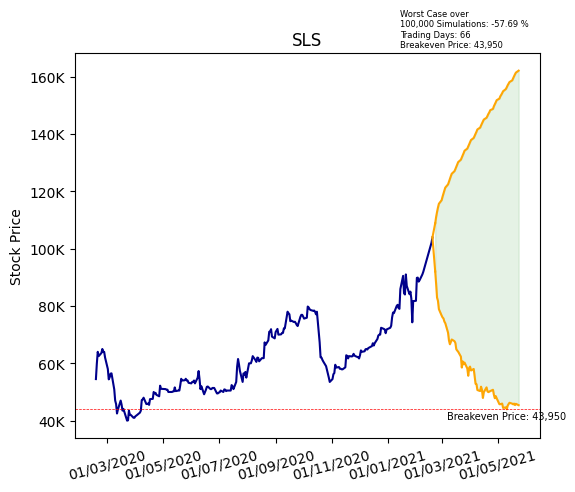 Worst Case over
100,000 Simulations: -57.69 %
Trading Days: 66
Breakeven Price: 43,950
SLS
Stock Price
160K
140K
120K
100K
80K
60K
40K
Breakeven Price: 43,950
01/03/2020
01/05/2020
01/07/2020
01/09/2020
01/11/2020
01/01/2021
01/03/2021
01/05/2021